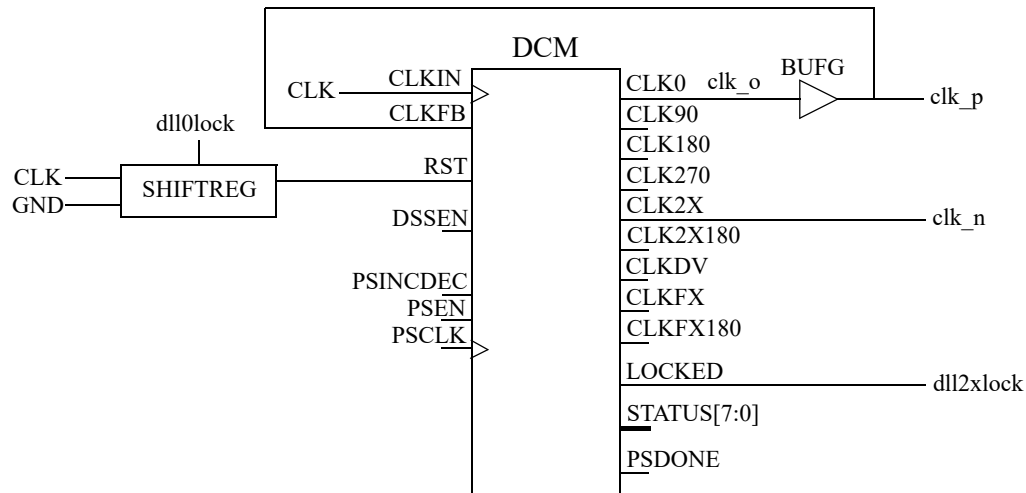 DCM
BUFG
CLK
CLKIN
CLK0
clk_o
clk_p
CLKFB
CLK90
dll0lock
CLK180
CLK
SHIFTREG
RST
CLK270
GND
DSSEN
CLK2X
clk_n
CLK2X180
CLKDV
PSINCDEC
CLKFX
PSEN
CLKFX180
PSCLK
LOCKED
dll2xlock
STATUS[7:0]
PSDONE